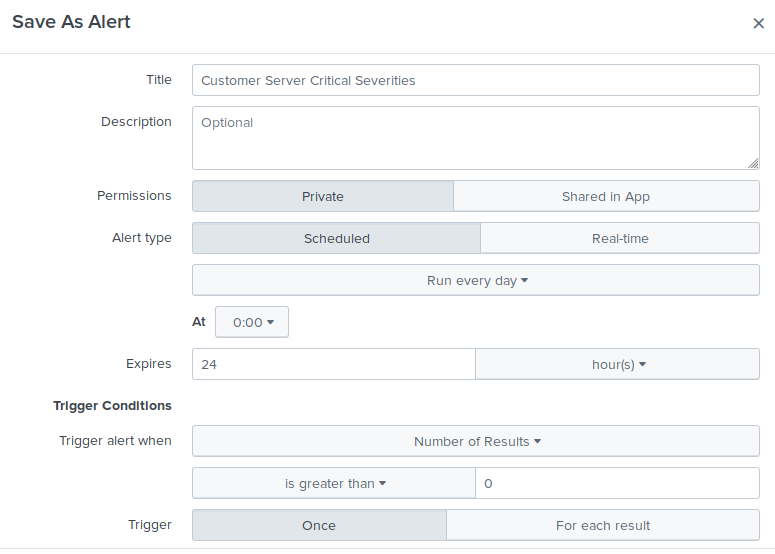 Save As Alert ×
Title Customer Server Critical Severities
Description Optional
Permissions Private Shared in App
Alert type Scheduled Real-time
Run every day
At 0:00
Expires 24 hour(s)
Trigger Conditions
Trigger alert when Number of Results
is greater than 0
Trigger Once For each result